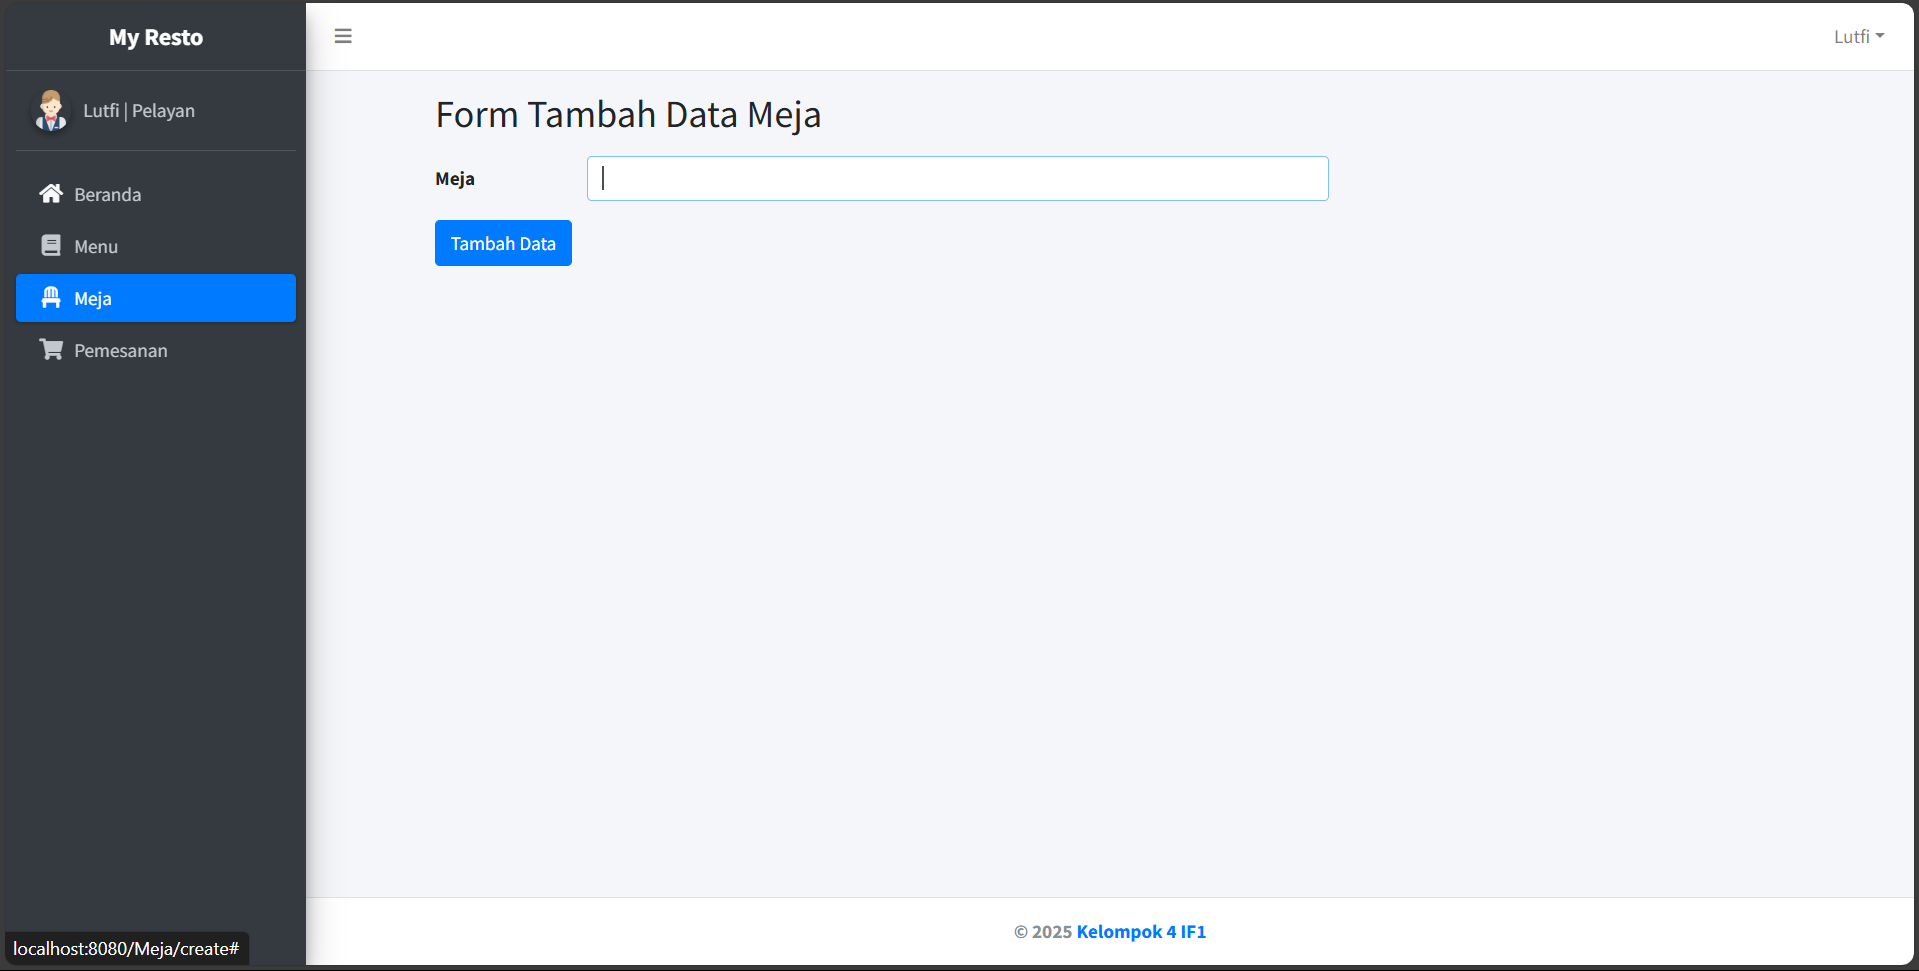 My Resto
Lutfi
Lutfi | Pelayan
Beranda
Menu
Meja
Pemesanan
Form Tambah Data Meja
Meja
Tambah Data
© 2025 Kelompok 4 IF1
localhost:8080/Meja/create#